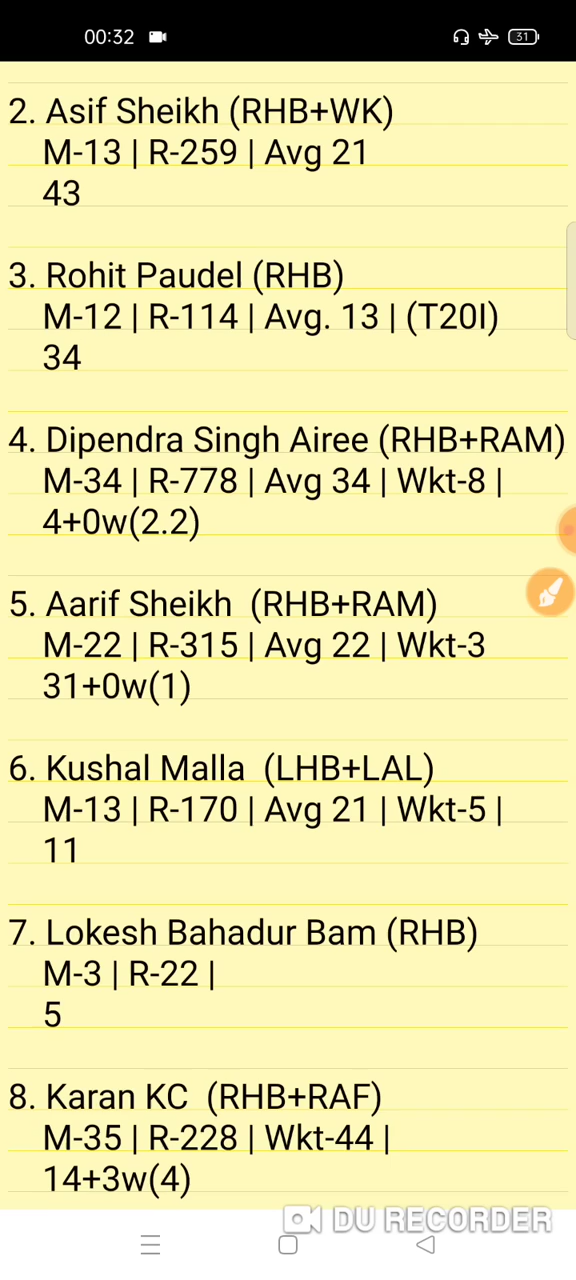 00:32
31
2. Asif Sheikh (RHB+WK)
M-13 | R-259 | Avg 21
43
3. Rohit Paudel (RHB)
M-12 | R-114 | Avg. 13 | (T20I)
34
4. Dipendra Singh Airee (RHB+RAM)
M-34 | R-778 | Avg 34 | Wkt-8 |
4+0w(2.2)
5. Aarif Sheikh (RHB+RAM)
M-22 | R-315 | Avg 22 | Wkt-3
31+0w(1)
6. Kushal Malla (LHB+LAL)
M-13 | R-170 | Avg 21 | Wkt-5 |
11
7. Lokesh Bahadur Bam (RHB)
M-3 | R-22 |
5
8. Karan KC (RHB+RAF)
M-35 | R-228 | Wkt-44 |
14+3w(4)
DU RECORDER